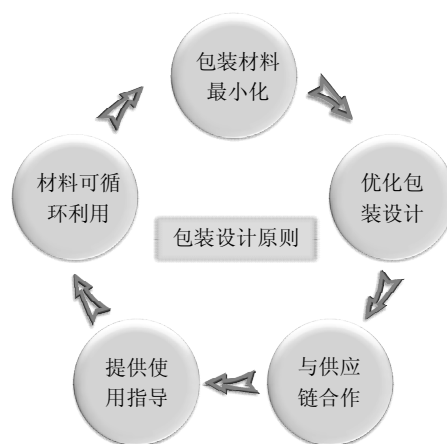 包装材料
最小化
优化包
装设计
与供应
链合作
提供使
用指导
材料可循
环利用
包装设计原则